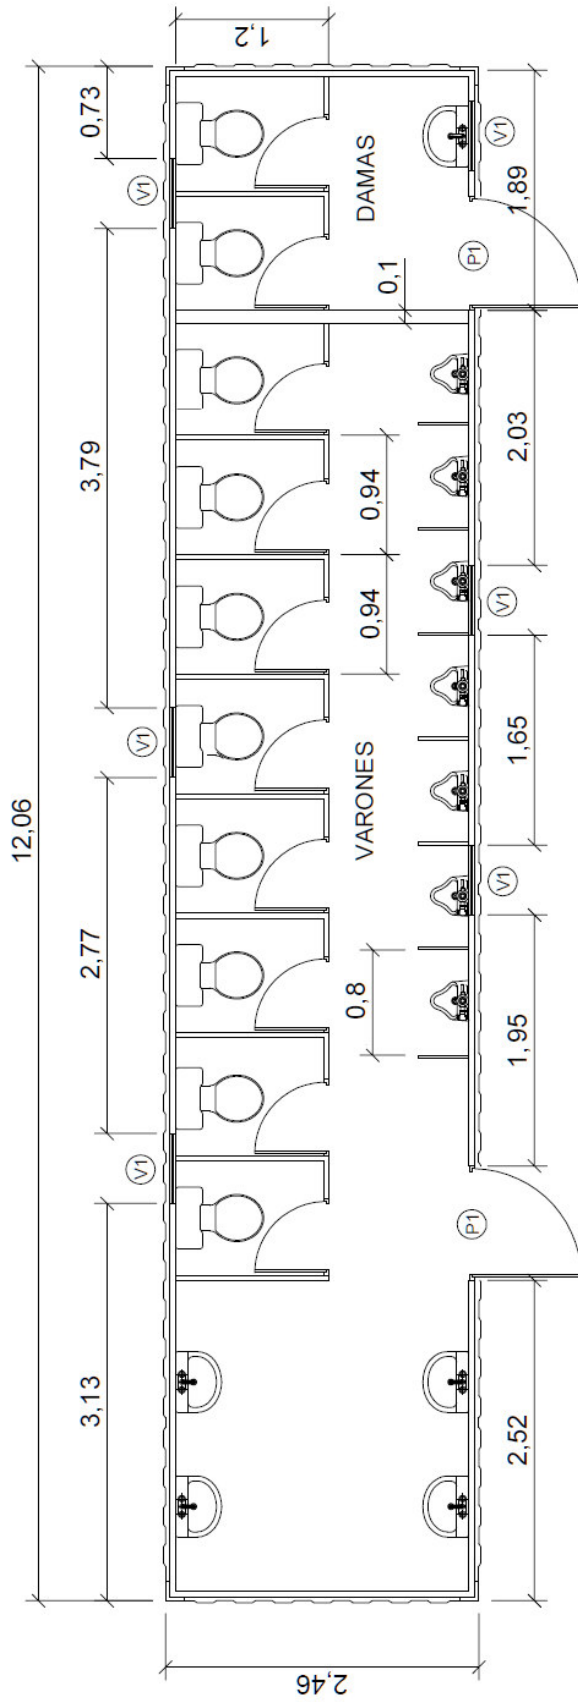 12,06
3,13
2,77
3,79
0,73
V1
V1
V1
1,2
2,46
0,8
VARONES
0,94
0,94
0,1
DAMAS
P1
P1
V1
V1
V1
2,52
1,95
1,65
2,03
1,89